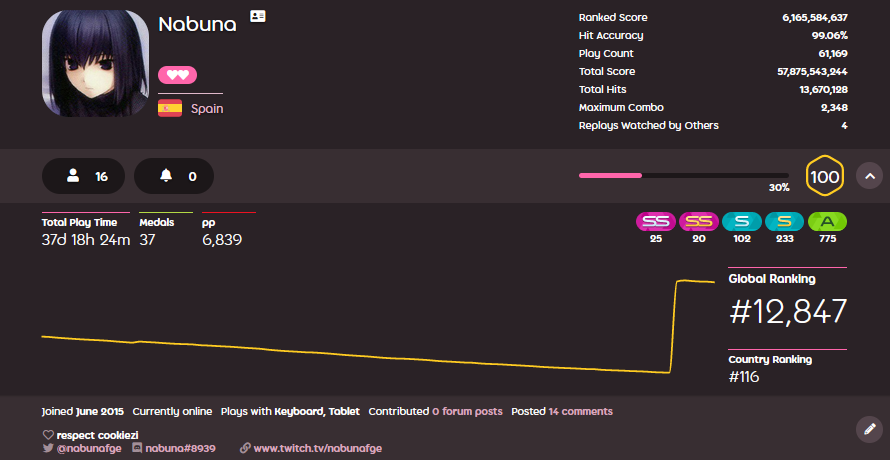 Nabuna
Spain
Ranked Score 6,165,584,637
Hit Accuracy 99.06%
Play Count 61,169
Total Score 57,875,543,244
Total Hits 13,670,128
Maximum Combo 2,348
Replays Watched by Others 4
16 0
30%
100
Total Play Time Medals pp
37d 18h 24m 37 6,839
SS SS S S A
25 20 102 233 775
Global Ranking
#12,847
Country Ranking
#116
Joined June 2015 Currently online Plays with Keyboard, Tablet Contributed 0 forum posts Posted 14 comments
respect cookiezi
@nabunafge nabuna#8939 www.twitch.tv/nabunafge